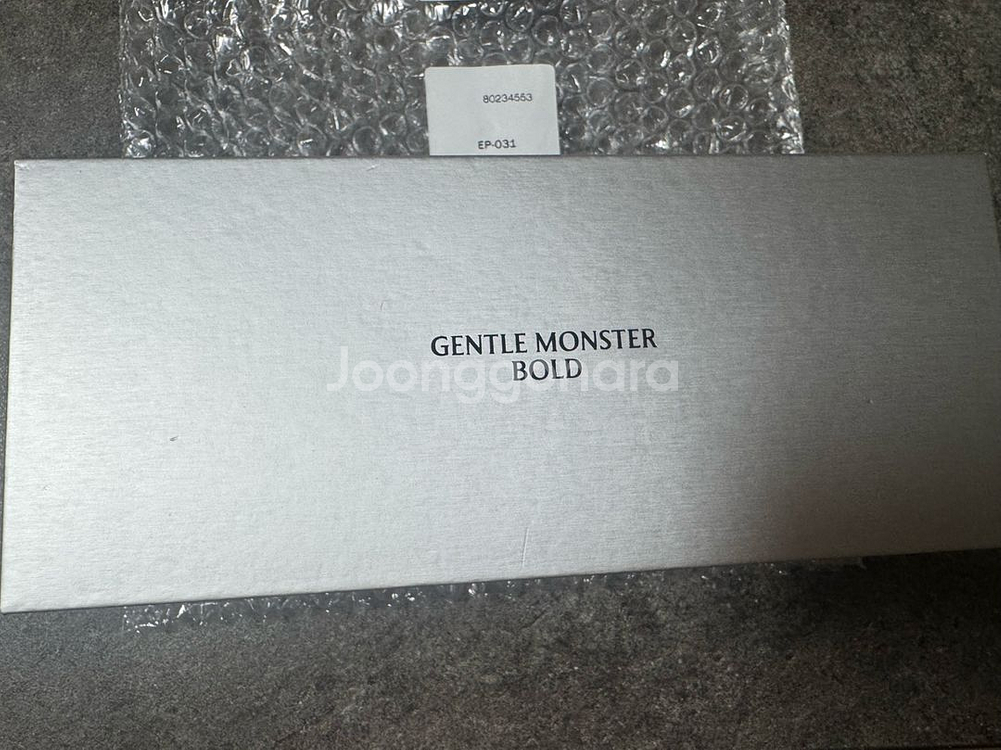 80234553
EP-031
GENTLE MONSTER
BOLD
Joonggonara